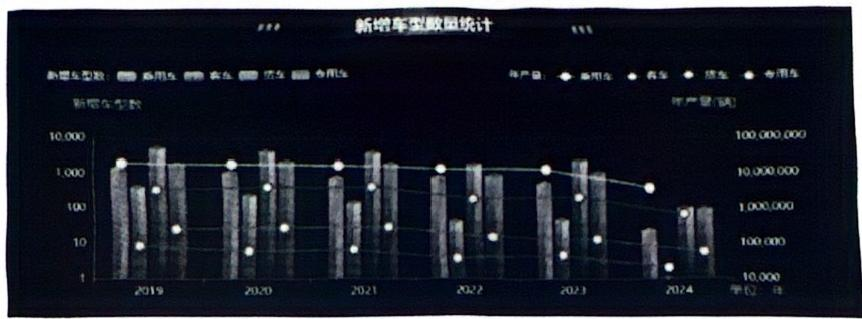 新增车型数量统计
新增车型数: 乘用车 客车 货车 专用车
年产量: 乘用车 客车 货车 专用车
新增车型数 年产量(辆)
10,000 100,000,000
1,000 10,000,000
100 1,000,000
10 100,000
1 10,000
2019 2020 2021 2022 2023 2024 单位: 年